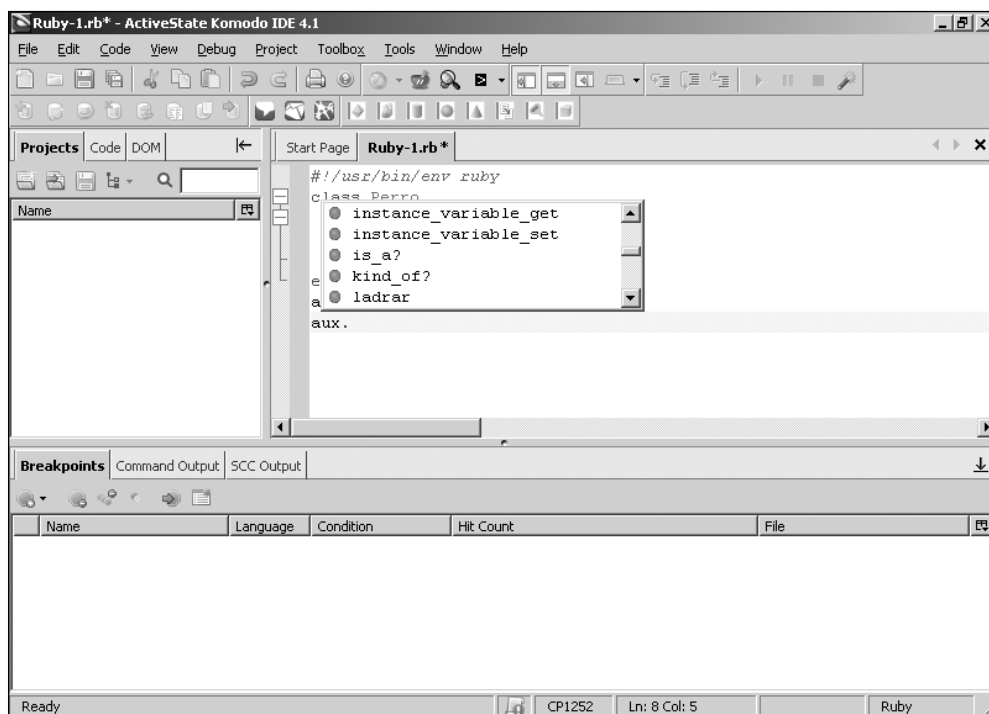 Ruby-1.rb* - ActiveState Komodo IDE 4.1
File Edit Code View Debug Project Toolbox Tools Window Help
Projects Code DOM
Start Page Ruby-1.rb*
Name
#!/usr/bin/env ruby
class Perro
instance_variable_get
instance_variable_set
is_a?
kind_of?
ladrar
e
a
aux.
Breakpoints Command Output SCC Output
Name Language Condition Hit Count File
Ready CP1252 Ln: 8 Col: 5 Ruby